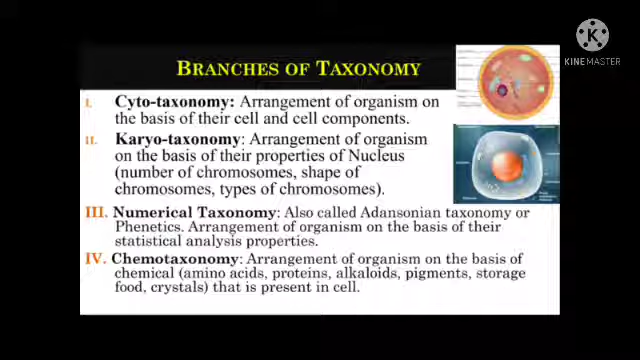 KINEMASTER
BRANCHES OF TAXONOMY
I. Cyto-taxonomy: Arrangement of organism on
the basis of their cell and cell components.
II. Karyo-taxonomy: Arrangement of organism
on the basis of their properties of Nucleus
(number of chromosomes, shape of
chromosomes, types of chromosomes).
III. Numerical Taxonomy: Also called Adansonian taxonomy or
Phenetics. Arrangement of organism on the basis of their
statistical analysis properties.
IV. Chemotaxonomy: Arrangement of organism on the basis of
chemical (amino acids, proteins, alkaloids, pigments, storage
food, crystals) that is present in cell.